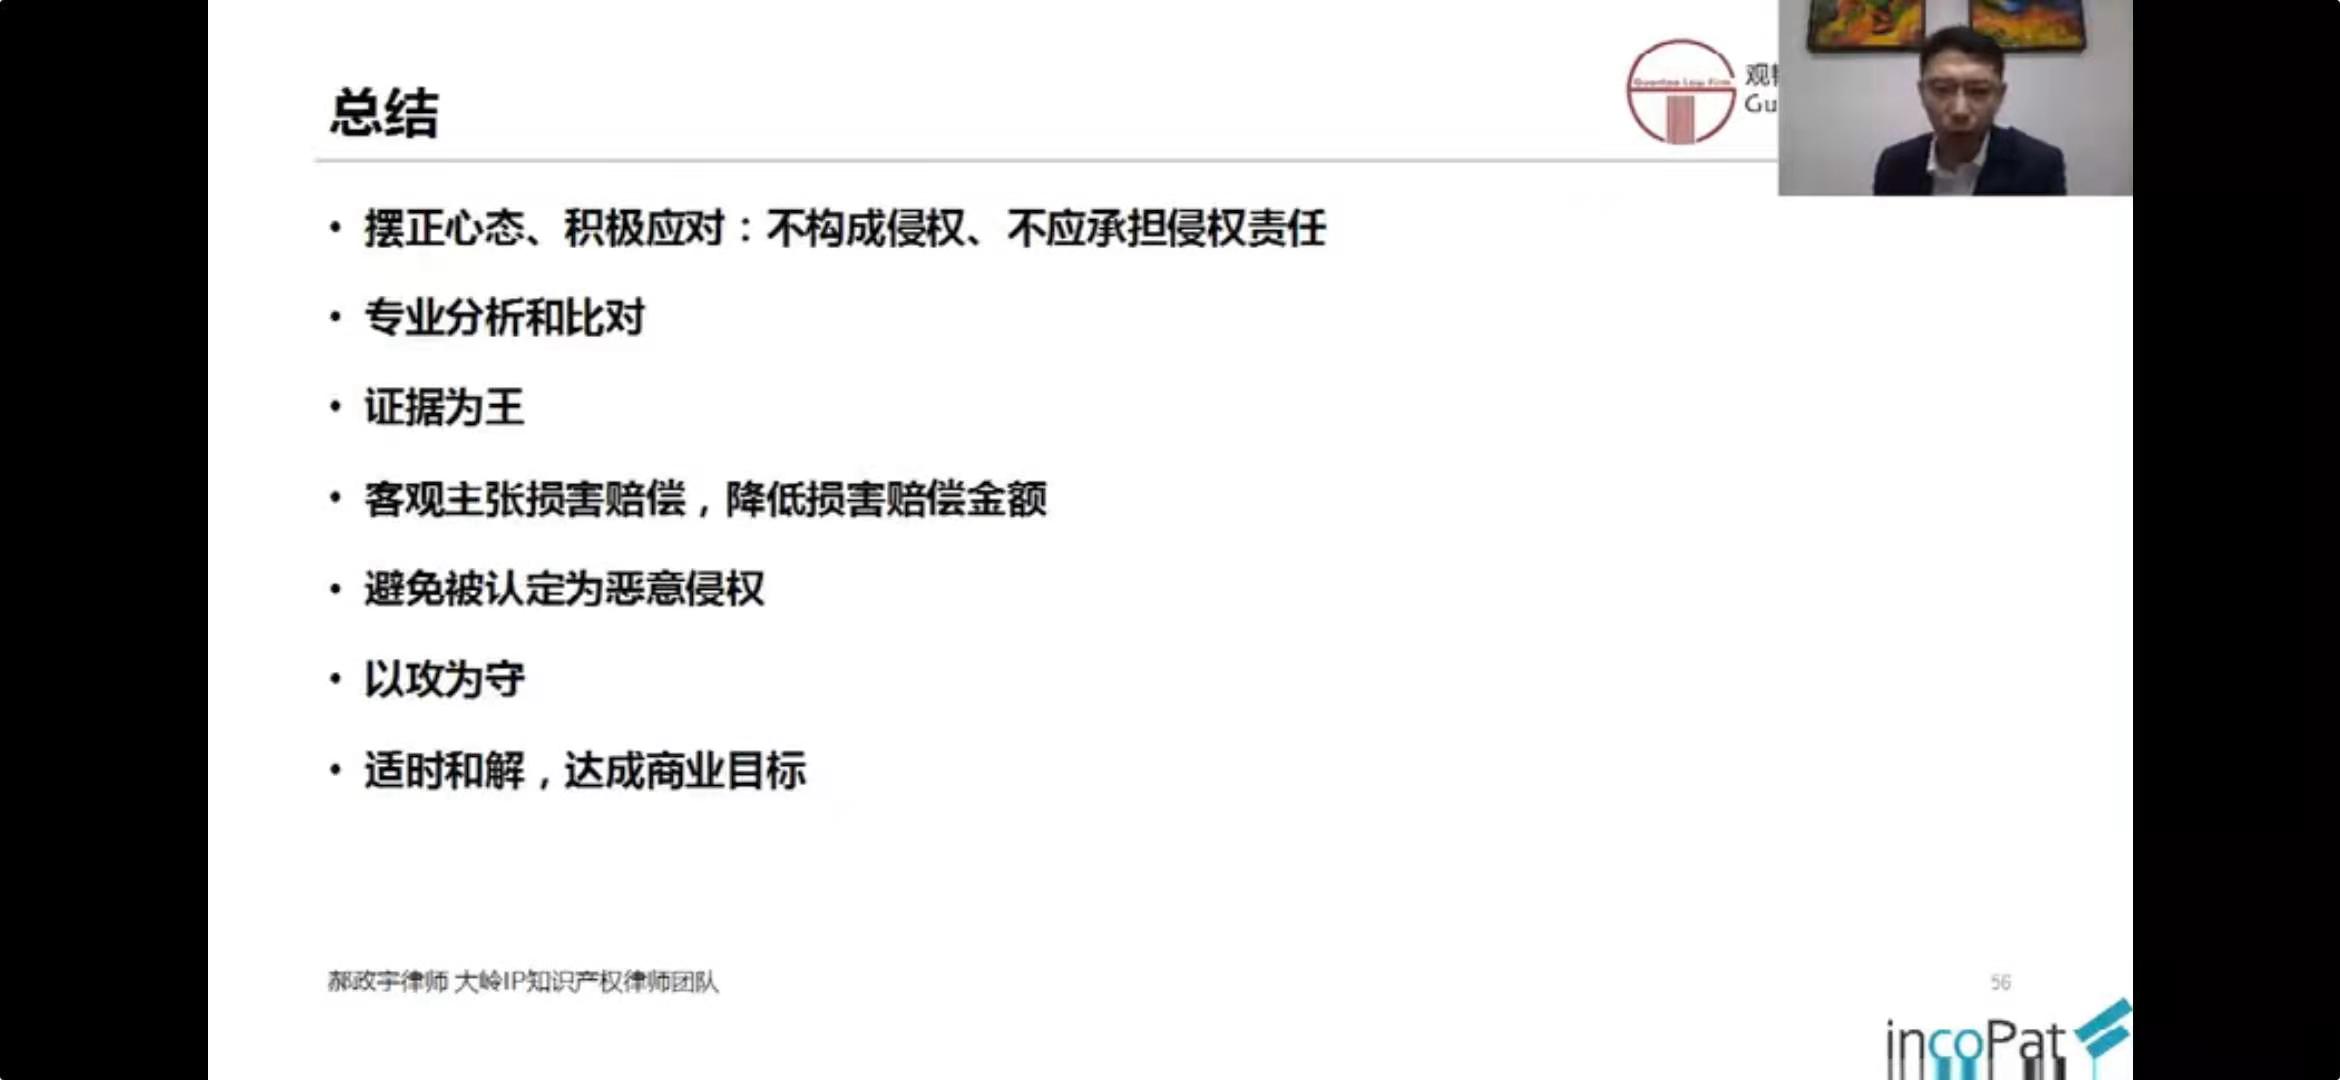 总结
Guantao Law Firm
观
Gu
• 摆正心态、积极应对：不构成侵权、不应承担侵权责任
• 专业分析和比对
• 证据为王
• 客观主张损害赔偿，降低损害赔偿金额
• 避免被认定为恶意侵权
• 以攻为守
• 适时和解，达成商业目标
郝政宇律师 大岭IP知识产权律师团队
56
incoPat